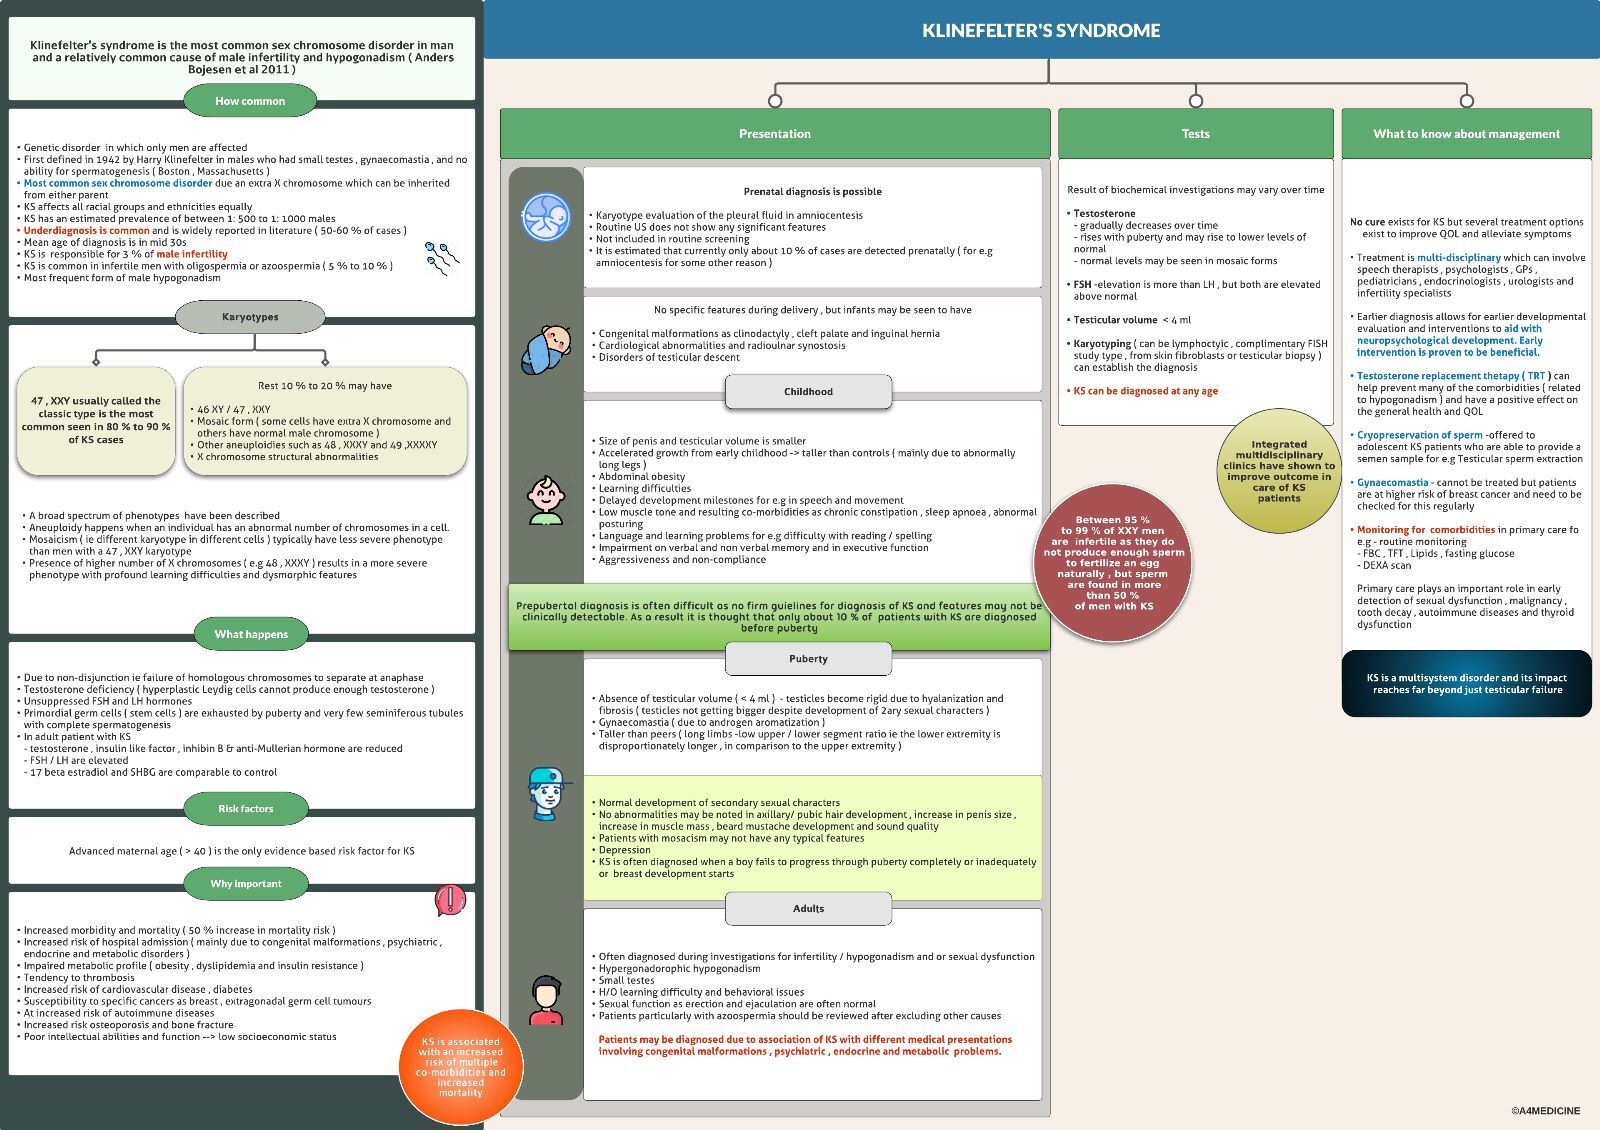 KLINEFELTER'S SYNDROME
Klinefelter's syndrome is the most common sex chromosome disorder in man
and a relatively common cause of male infertility and hypogonadism ( Anders
Bojesen et al 2011 )
How common
• Genetic disorder in which only men are affected
• First defined in 1942 by Harry Klinefelter in males who had small testes , gynaecomastia , and no
ability for spermatogenesis ( Boston , Massachusetts )
• Most common sex chromosome disorder due an extra X chromosome which can be inherited
from either parent
• KS affects all racial groups and ethnicities equally
• KS has an estimated prevalence of between 1: 500 to 1: 1000 males
• Underdiagnosis is common and is widely reported in literature ( 50-60 % of cases )
• Mean age of diagnosis is in mid 30s
• KS is responsible for 3 % of male infertility
• KS is common in infertile men with oligospermia or azoospermia ( 5 % to 10 % )
• Most frequent form of male hypogonadism
Karyotypes
47 , XXY usually called the
classic type is the most
common seen in 80 % to 90 %
of KS cases
Rest 10 % to 20 % may have
• 46 XY / 47 , XXY
• Mosaic form ( some cells have extra X chromosome and
others have normal male chromosome )
• Other aneuploidies such as 48 , XXXY and 49 ,XXXXY
• X chromosome structural abnormalities
• A broad spectrum of phenotypes have been described
• Aneuploidy happens when an individual has an abnormal number of chromosomes in a cell.
• Mosaicism ( ie different karyotype in different cells ) typically have less severe phenotype
than men with a 47 , XXY karyotype
• Presence of higher number of X chromosomes ( e.g 48 , XXXY ) results in a more severe
phenotype with profound learning difficulties and dysmorphic features
What happens
• Due to non-disjunction ie failure of homologous chromosomes to separate at anaphase
• Testosterone deficiency ( hyperplastic Leydig cells cannot produce enough testosterone )
• Unsuppressed FSH and LH hormones
• Primordial germ cells ( stem cells ) are exhausted by puberty and very few seminiferous tubules
with complete spermatogenesis
• In adult patient with KS
- testosterone , insulin like factor , inhibin B & anti-Mullerian hormone are reduced
- FSH / LH are elevated
- 17 beta estradiol and SHBG are comparable to control
Risk factors
Advanced maternal age ( > 40 ) is the only evidence based risk factor for KS
Why important
• Increased morbidity and mortality ( 50 % increase in mortality risk )
• Increased risk of hospital admission ( mainly due to congenital malformations , psychiatric ,
endocrine and metabolic disorders )
• Impaired metabolic profile ( obesity , dyslipidemia and insulin resistance )
• Tendency to thrombosis
• Increased risk of cardiovascular disease , diabetes
• Susceptibility to specific cancers as breast , extragonadal germ cell tumours
• At increased risk of autoimmune diseases
• Increased risk osteoporosis and bone fracture
• Poor intellectual abilities and function --> low socioeconomic status
KS is associated
with an increased
risk of multiple
co-morbidities and
increased
mortality
Presentation
Prenatal diagnosis is possible
• Karyotype evaluation of the pleural fluid in amniocentesis
• Routine US does not show any significant features
• Not included in routine screening
• It is estimated that currently only about 10 % of cases are detected prenatally ( for e.g
amniocentesis for some other reason )
No specific features during delivery , but infants may be seen to have
• Congenital malformations as clinodactyly , cleft palate and inguinal hernia
• Cardiological abnormalities and radioulnar synostosis
• Disorders of testicular descent
Childhood
• Size of penis and testicular volume is smaller
• Accelerated growth from early childhood -> taller than controls ( mainly due to abnormally
long legs )
• Abdominal obesity
• Learning difficulties
• Delayed development milestones for e.g in speech and movement
• Low muscle tone and resulting co-morbidities as chronic constipation , sleep apnoea , abnormal
posturing
• Language and learning problems for e.g difficulty with reading / spelling
• Impairment on verbal and non verbal memory and in executive function
• Aggressiveness and non-compliance
Prepubertal diagnosis is often difficult as no firm guielines for diagnosis of KS and features may not be
clinically detectable. As a result it is thought that only about 10 % of patients with KS are diagnosed
before puberty
Puberty
• Absence of testicular volume ( < 4 ml ) - testicles become rigid due to hyalanization and
fibrosis ( testicles not getting bigger despite development of 2ary sexual characters )
• Gynaecomastia ( due to androgen aromatization )
• Taller than peers ( long limbs -low upper / lower segment ratio ie the lower extremity is
disproportionately longer , in comparison to the upper extremity )
• Normal development of secondary sexual characters
• No abnormalities may be noted in axillary/ pubic hair development , increase in penis size ,
increase in muscle mass , beard mustache development and sound quality
• Patients with mosacism may not have any typical features
• Depression
• KS is often diagnosed when a boy fails to progress through puberty completely or inadequately
or breast development starts
Adults
• Often diagnosed during investigations for infertility / hypogonadism and or sexual dysfunction
• Hypergonadorophic hypogonadism
• Small testes
• H/O learning difficulty and behavioral issues
• Sexual function as erection and ejaculation are often normal
• Patients particularly with azoospermia should be reviewed after excluding other causes
Patients may be diagnosed due to association of KS with different medical presentations
involving congenital malformations , psychiatric , endocrine and metabolic problems.
Tests
Result of biochemical investigations may vary over time
• Testosterone
- gradually decreases over time
- rises with puberty and may rise to lower levels of
normal
- normal levels may be seen in mosaic forms
• FSH -elevation is more than LH , but both are elevated
above normal
• Testicular volume < 4 ml
• Karyotyping ( can be lymphoctyic , complimentary FISH
study type , from skin fibroblasts or testicular biopsy )
can establish the diagnosis
• KS can be diagnosed at any age
Integrated
multidisciplinary
clinics have shown to
improve outcome in
care of KS
patients
Between 95 %
to 99 % of XXY men
are infertile as they do
not produce enough sperm
to fertilize an egg
naturally , but sperm
are found in more
than 50 %
of men with KS
What to know about management
No cure exists for KS but several treatment options
exist to improve QOL and alleviate symptoms
• Treatment is multi-disciplinary which can involve
speech therapists , psychologists , GPs ,
pediatricians , endocrinologists , urologists and
infertility specialists
• Earlier diagnosis allows for earlier developmental
evaluation and interventions to aid with
neuropsychological development. Early
intervention is proven to be beneficial.
• Testosterone replacement thetapy ( TRT ) can
help prevent many of the comorbidities ( related
to hypogonadism ) and have a positive effect on
the general health and QOL
• Cryopreservation of sperm -offered to
adolescent KS patients who are able to provide a
semen sample for e.g Testicular sperm extraction
• Gynaecomastia - cannot be treated but patients
are at higher risk of breast cancer and need to be
checked for this regularly
• Monitoring for comorbidities in primary care fo
e.g - routine monitoring
- FBC , TFT , Lipids , fasting glucose
- DEXA scan
Primary care plays an important role in early
detection of sexual dysfunction , malignancy ,
tooth decay , autoimmune diseases and thyroid
dysfunction
KS is a multisystem disorder and its impact
reaches far beyond just testicular failure
©A4MEDICINE